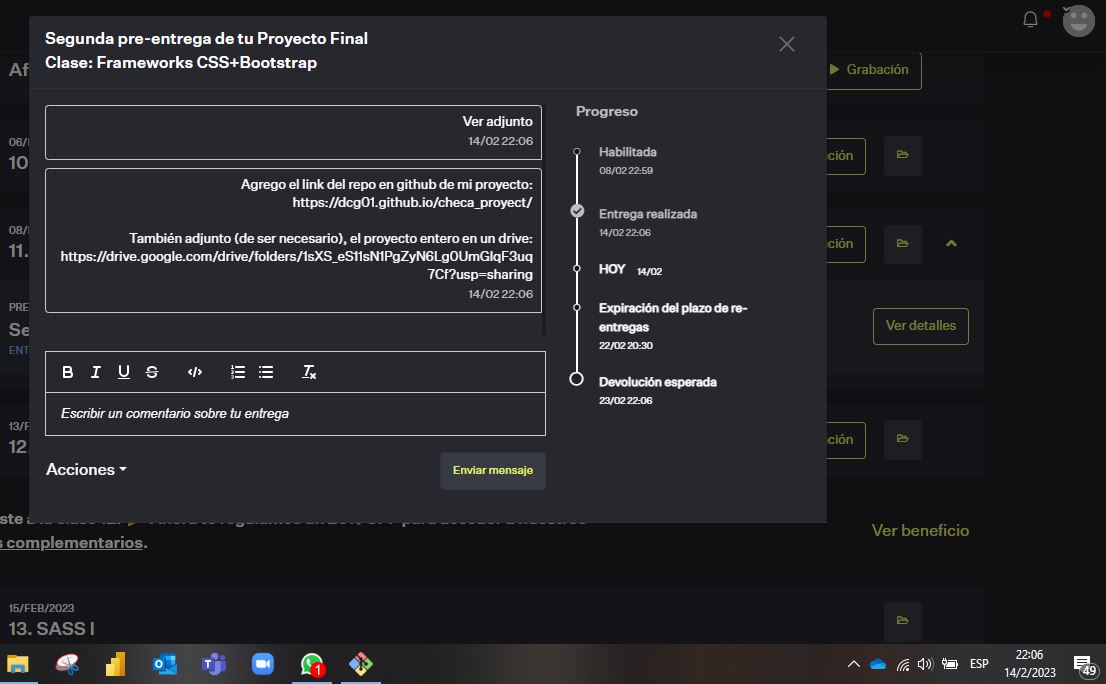 Segunda pre-entrega de tu Proyecto Final
Clase: Frameworks CSS+Bootstrap
Ver adjunto
14/02 22:06
Agrego el link del repo en github de mi proyecto:
https://dcg01.github.io/checa_proyect/
También adjunto (de ser necesario), el proyecto entero en un drive:
https://drive.google.com/drive/folders/1sXS_eS11sN1PgZyN6Lg0UmGlqF3uq
7Cf?usp=sharing
14/02 22:06
Escribir un comentario sobre tu entrega
Acciones
Enviar mensaje
Progreso
Habilitada
08/02 22:59
Entrega realizada
14/02 22:06
HOY 14/02
Expiración del plazo de re-
entregas
22/02 20:30
Devolución esperada
23/02 22:06
Af
Grabación
06/
10
ción
08/
11.
ción
PRE
Se
ENT
Ver detalles
13/F
12.
ción
complementarios.
Ver beneficio
15/FEB/2023
13. SASS I
1
ESP
22:06
14/2/2023
49